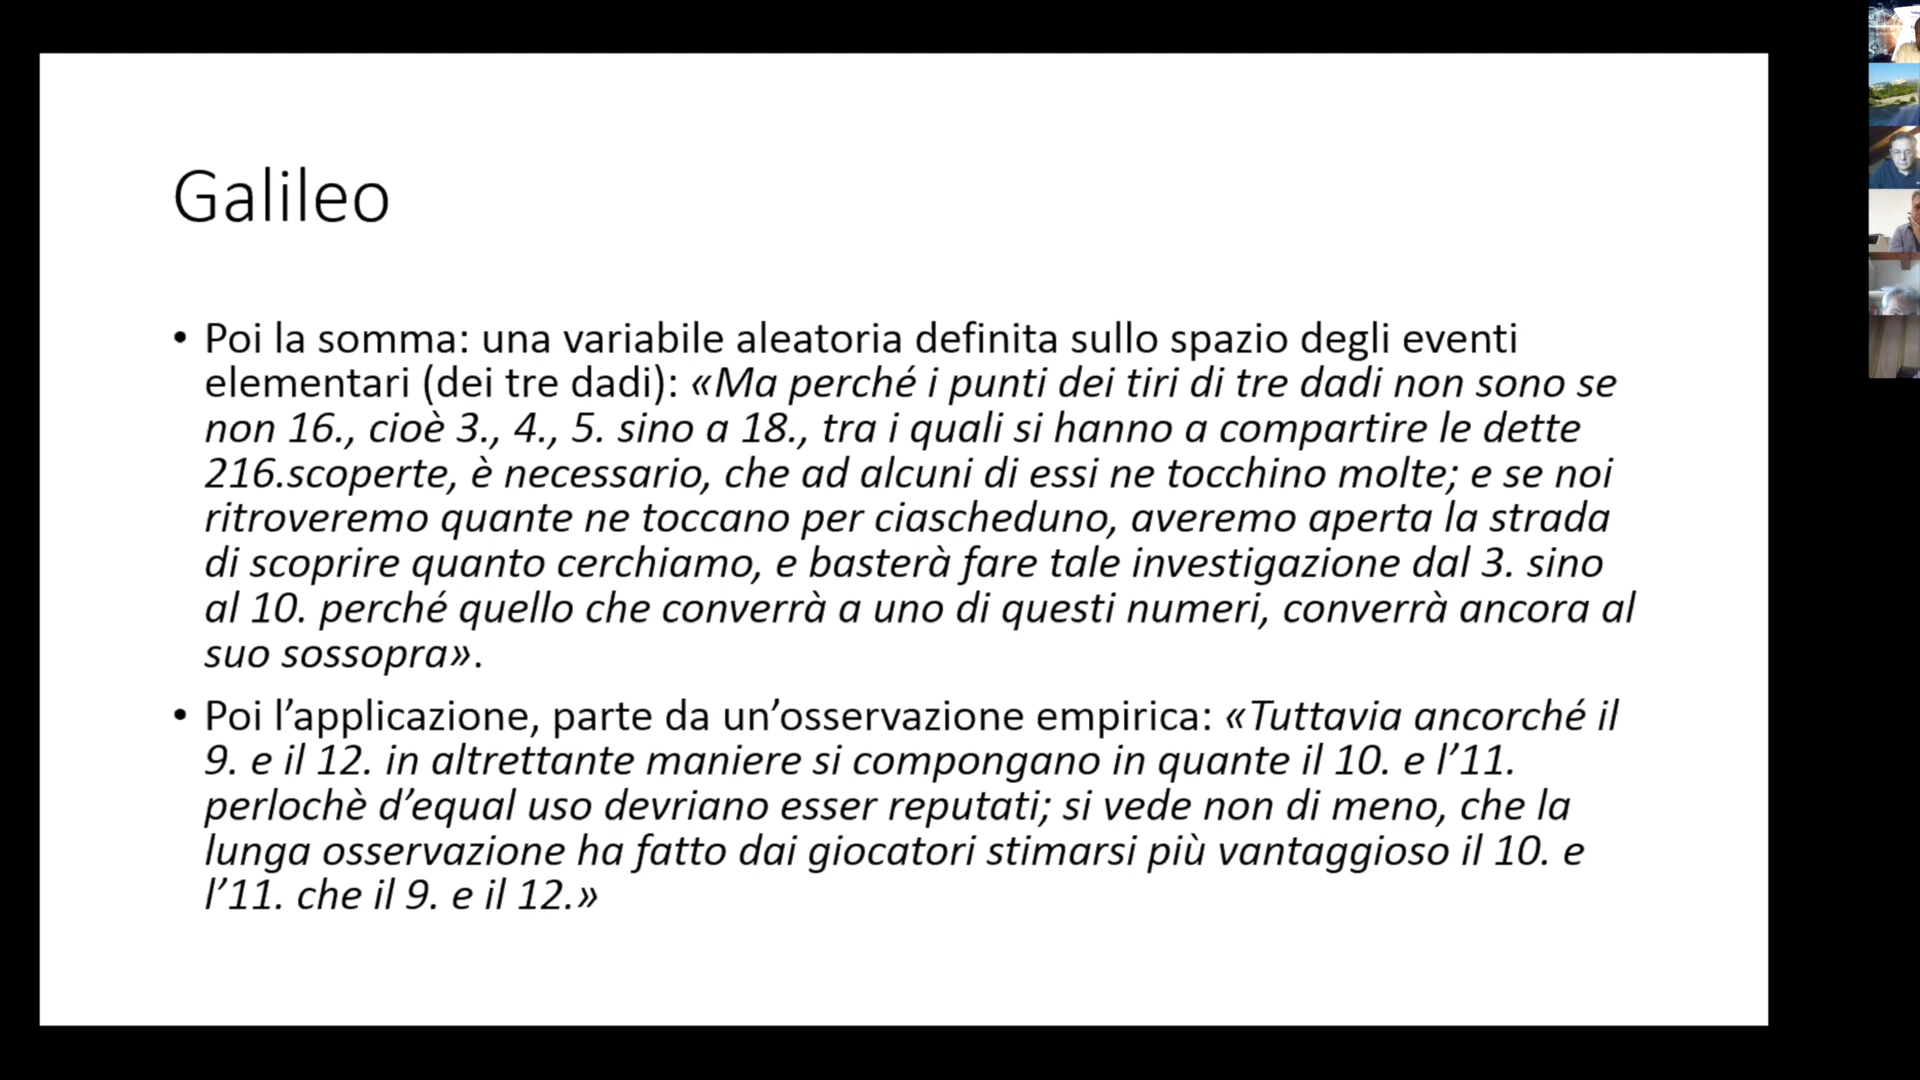 Galileo
• Poi la somma: una variabile aleatoria definita sullo spazio degli eventi
elementari (dei tre dadi): «Ma perché i punti dei tiri di tre dadi non sono se
non 16., cioè 3., 4., 5. sino a 18., tra i quali si hanno a compartire le dette
216.scoperte, è necessario, che ad alcuni di essi ne tocchino molte; e se noi
ritroveremo quante ne toccano per ciascheduno, averemo aperta la strada
di scoprire quanto cerchiamo, e basterà fare tale investigazione dal 3. sino
al 10. perché quello che converrà a uno di questi numeri, converrà ancora al
suo sossopra».
• Poi l’applicazione, parte da un’osservazione empirica: «Tuttavia ancorché il
9. e il 12. in altrettante maniere si compongano in quante il 10. e l’11.
perlochè d’equal uso devriano esser reputati; si vede non di meno, che la
lunga osservazione ha fatto dai giocatori stimarsi più vantaggioso il 10. e
l’11. che il 9. e il 12.»